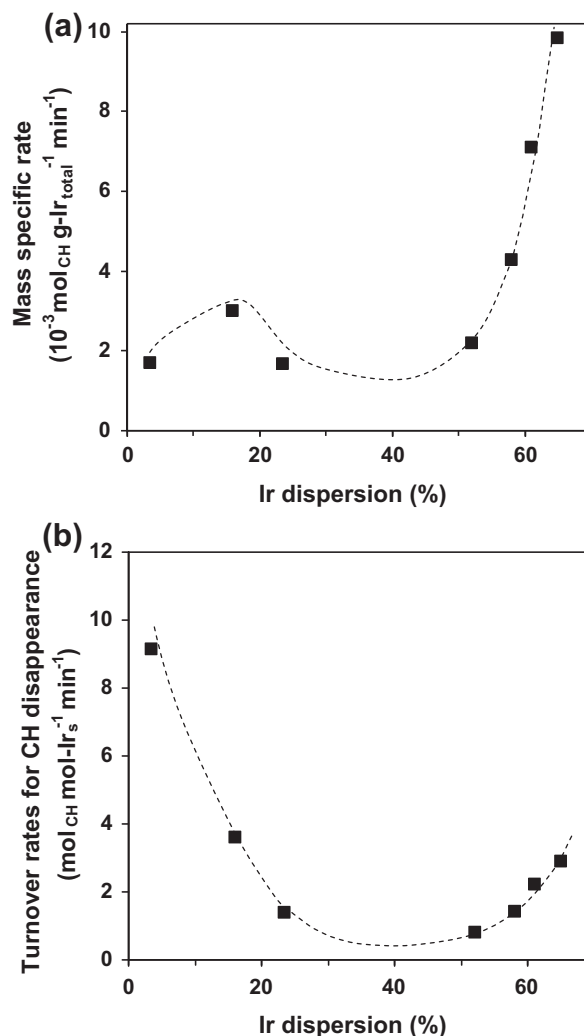 (a)
Mass specific rate
(10⁻³ mol_CH g-Ir_total⁻¹ min⁻¹)
10
8
6
4
2
0
0 20 40 60
Ir dispersion (%)
(b)
Turnover rates for CH disappearance
(mol_CH mol-Ir_s⁻¹ min⁻¹)
12
10
8
6
4
2
0
0 20 40 60
Ir dispersion (%)